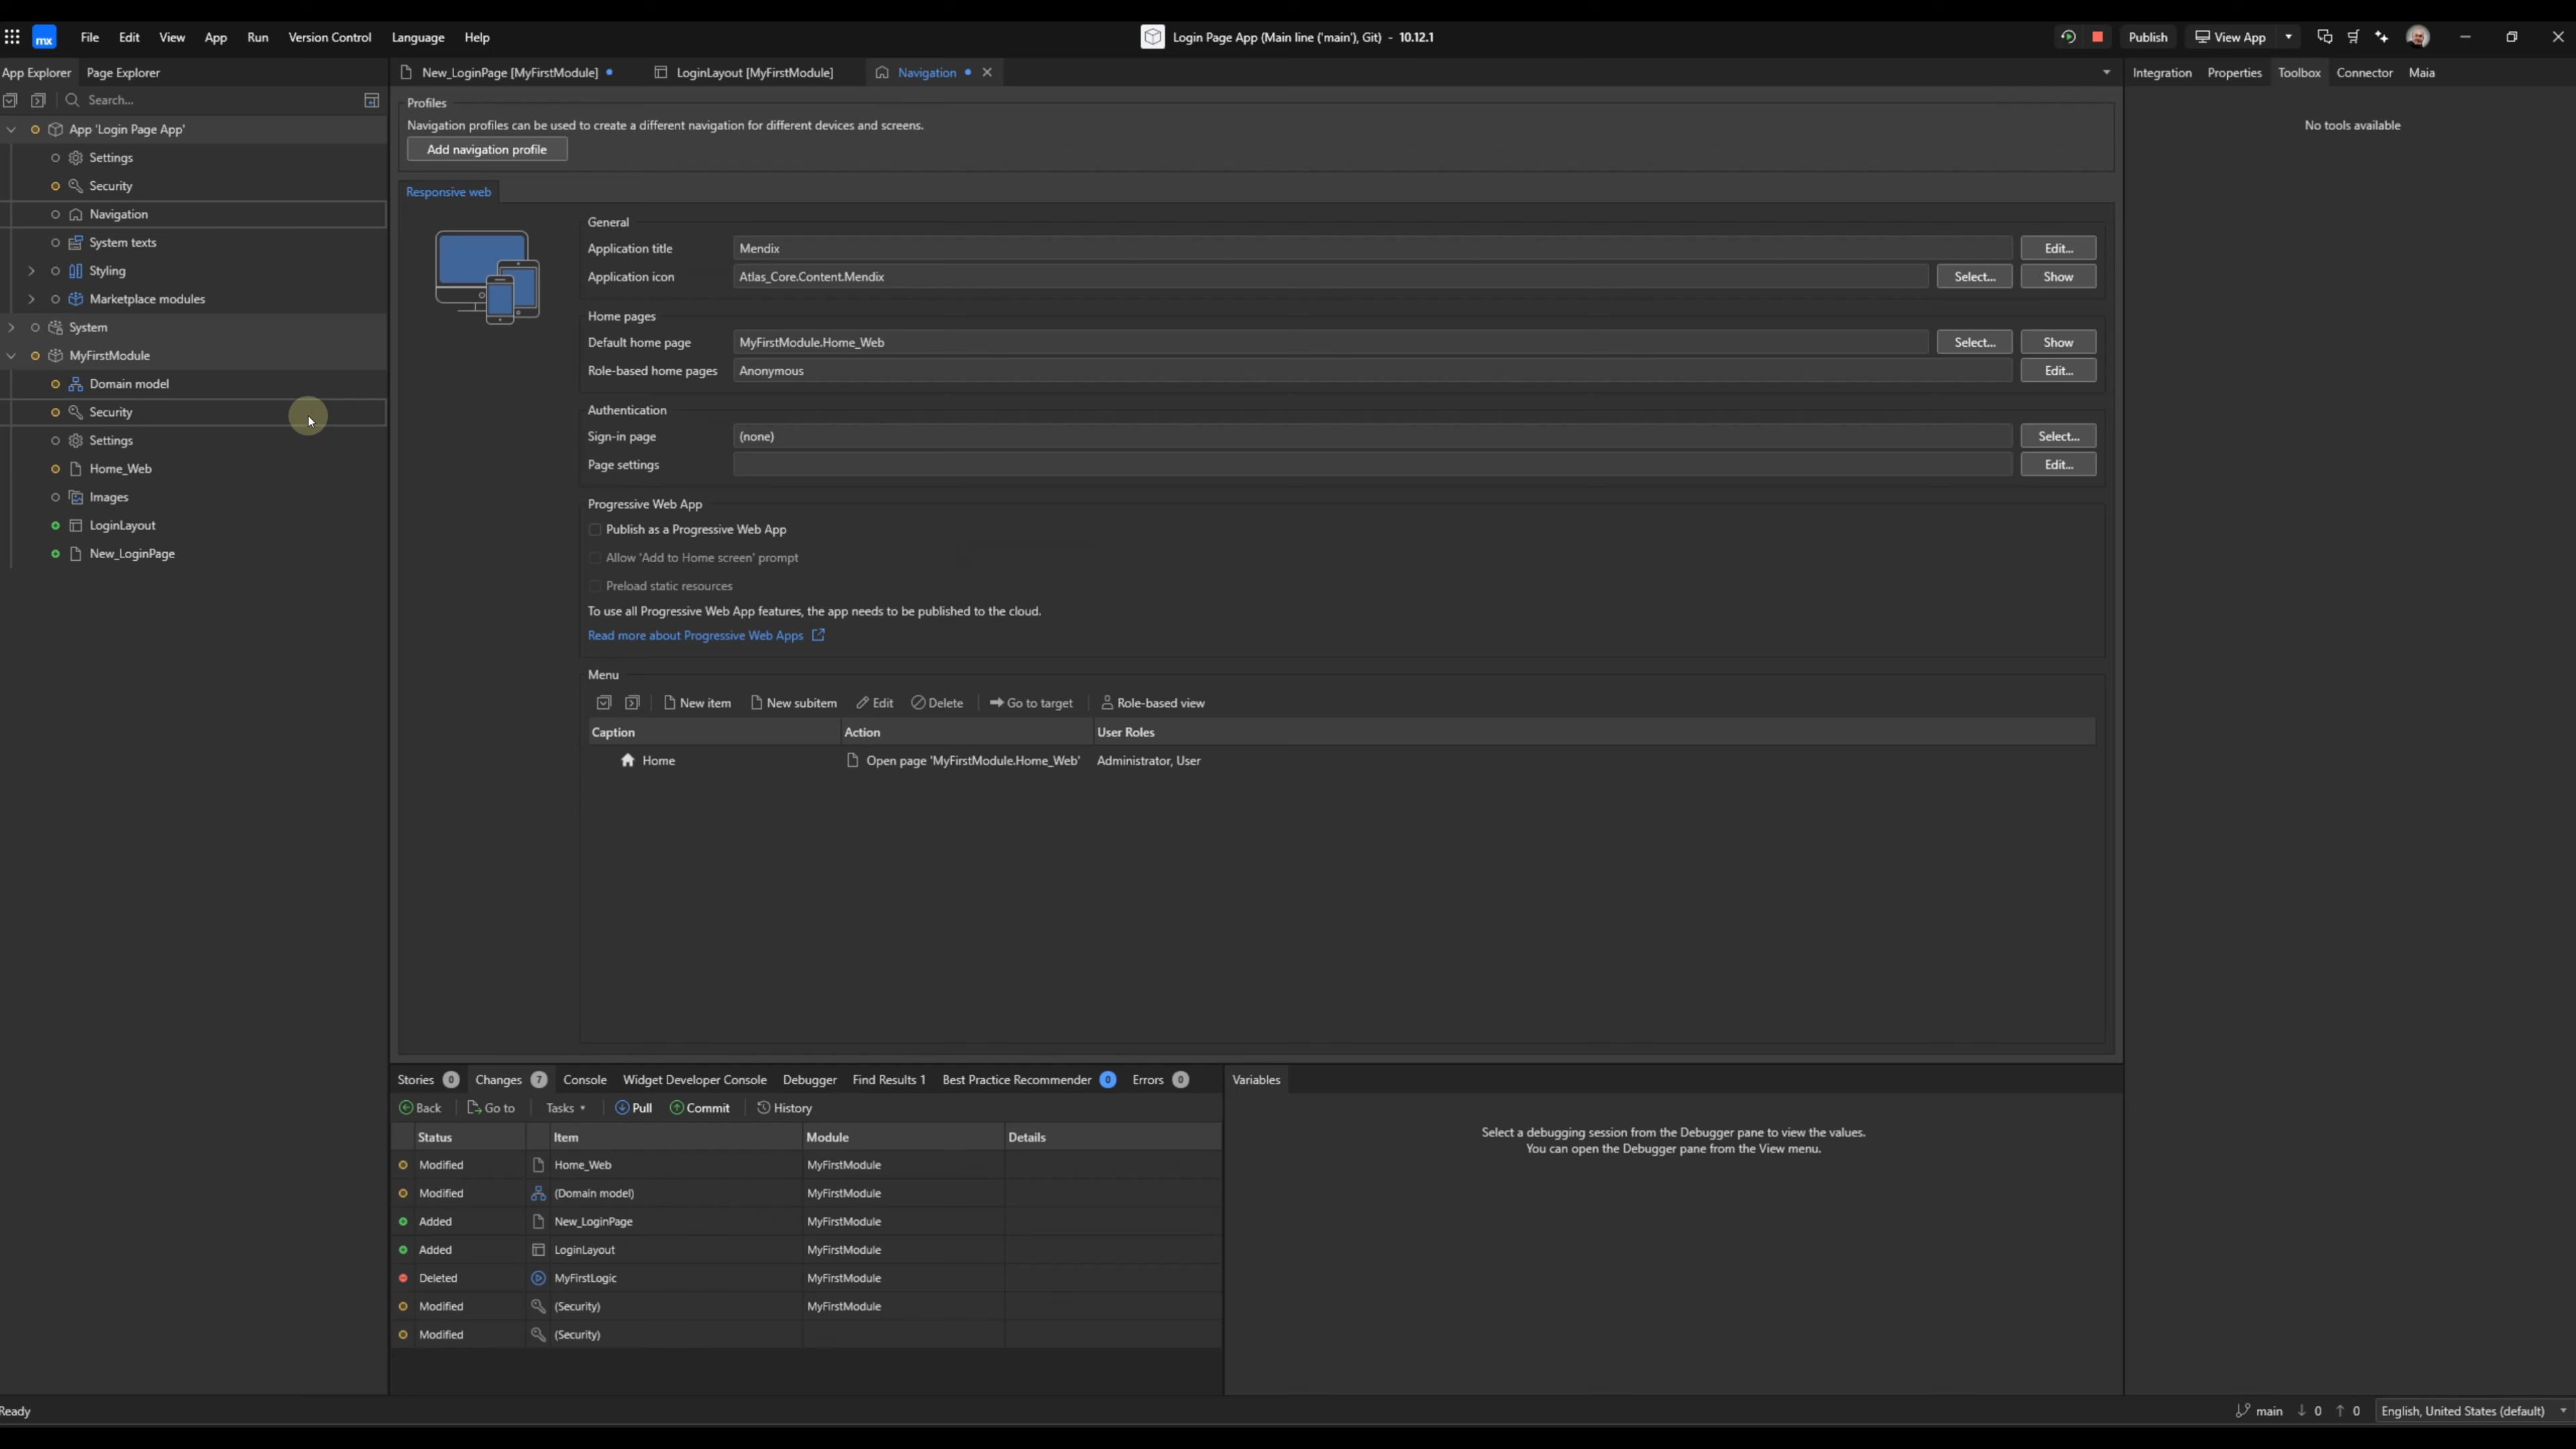 mx File Edit View App Run Version Control Language Help
Login Page App (Main line ('main'), Git) - 10.12.1
Publish View App
App Explorer Page Explorer
New_LoginPage [MyFirstModule] LoginLayout [MyFirstModule] Navigation
Integration Properties Toolbox Connector Maia
Search...
No tools available
App 'Login Page App'
Settings
Security
Navigation
System texts
Styling
Marketplace modules
System
MyFirstModule
Domain model
Security
Settings
Home_Web
Images
LoginLayout
New_LoginPage
Profiles
Navigation profiles can be used to create a different navigation for different devices and screens.
Add navigation profile
Responsive web
General
Application title Mendix Edit...
Application icon Atlas_Core.Content.Mendix Select... Show
Home pages
Default home page MyFirstModule.Home_Web Select... Show
Role-based home pages Anonymous Edit...
Authentication
Sign-in page (none) Select...
Page settings Edit...
Progressive Web App
Publish as a Progressive Web App
Allow 'Add to Home screen' prompt
Preload static resources
To use all Progressive Web App features, the app needs to be published to the cloud.
Read more about Progressive Web Apps
Menu
New item New subitem Edit Delete Go to target Role-based view
Caption Action User Roles
Home Open page 'MyFirstModule.Home_Web' Administrator, User
Stories 0 Changes 7 Console Widget Developer Console Debugger Find Results 1 Best Practice Recommender 0 Errors 0
Variables
Back Go to Tasks Pull Commit History
Status Item Module Details
Modified Home_Web MyFirstModule
Modified (Domain model) MyFirstModule
Added New_LoginPage MyFirstModule
Added LoginLayout MyFirstModule
Deleted MyFirstLogic MyFirstModule
Modified (Security) MyFirstModule
Modified (Security)
Select a debugging session from the Debugger pane to view the values.
You can open the Debugger pane from the View menu.
Ready
main 0 0 English, United States (default)